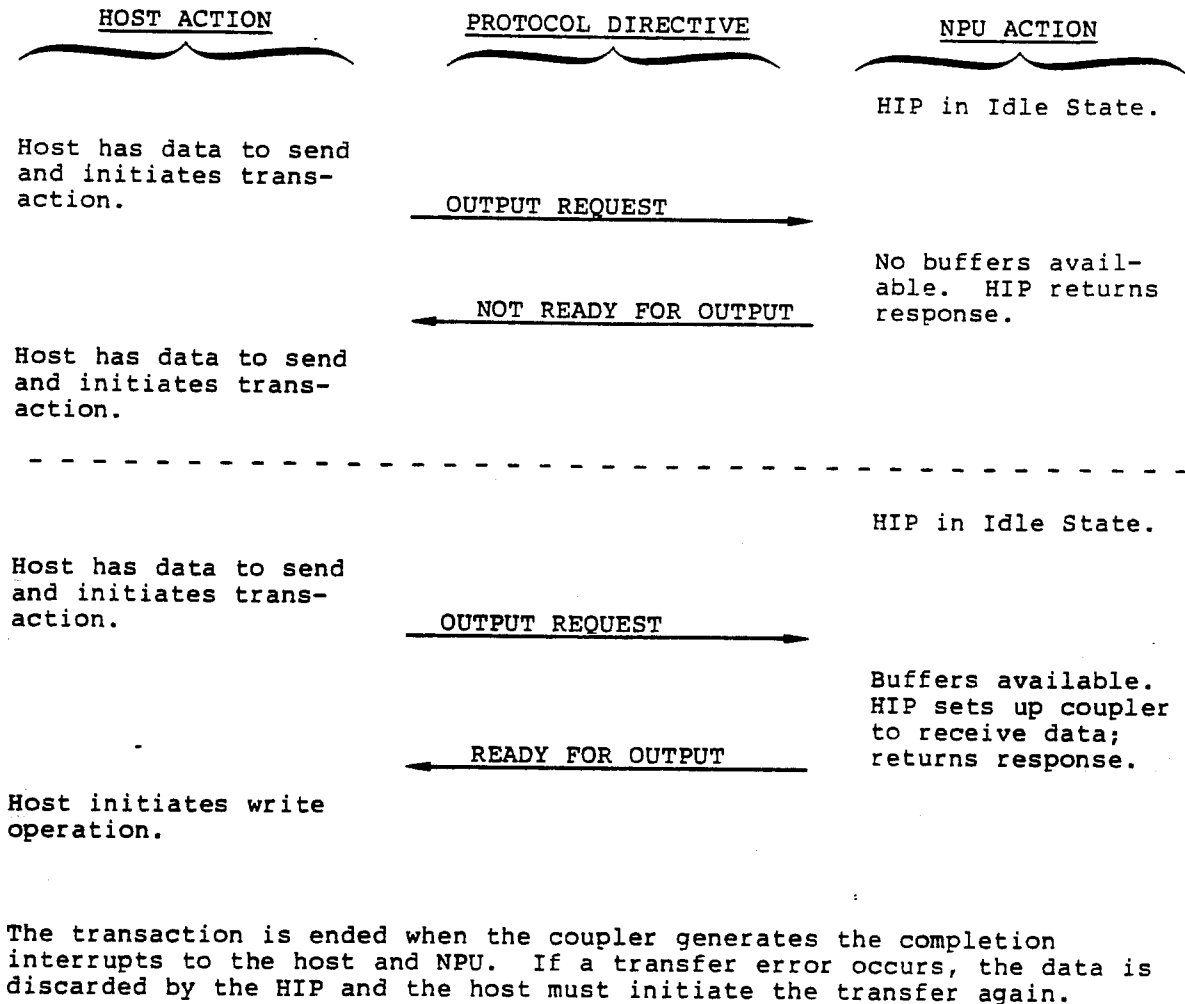 HOST ACTION
PROTOCOL DIRECTIVE
NPU ACTION
HIP in Idle State.
Host has data to send
and initiates trans-
action.
OUTPUT REQUEST
No buffers avail-
able. HIP returns
response.
NOT READY FOR OUTPUT
Host has data to send
and initiates trans-
action.
HIP in Idle State.
Host has data to send
and initiates trans-
action.
OUTPUT REQUEST
Buffers available.
HIP sets up coupler
to receive data;
returns response.
READY FOR OUTPUT
Host initiates write
operation.
The transaction is ended when the coupler generates the completion
interrupts to the host and NPU. If a transfer error occurs, the data is
discarded by the HIP and the host must initiate the transfer again.